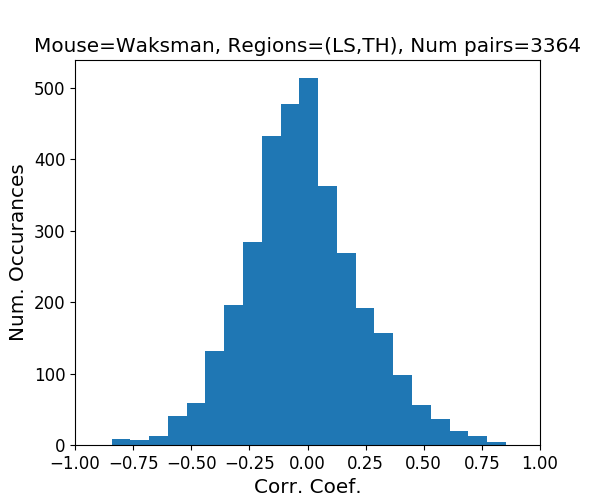 Mouse=Waksman, Regions=(LS,TH), Num pairs=3364
Num. Occurances
500
400
300
200
100
0
−1.00 −0.75 −0.50 −0.25 0.00 0.25 0.50 0.75 1.00
Corr. Coef.